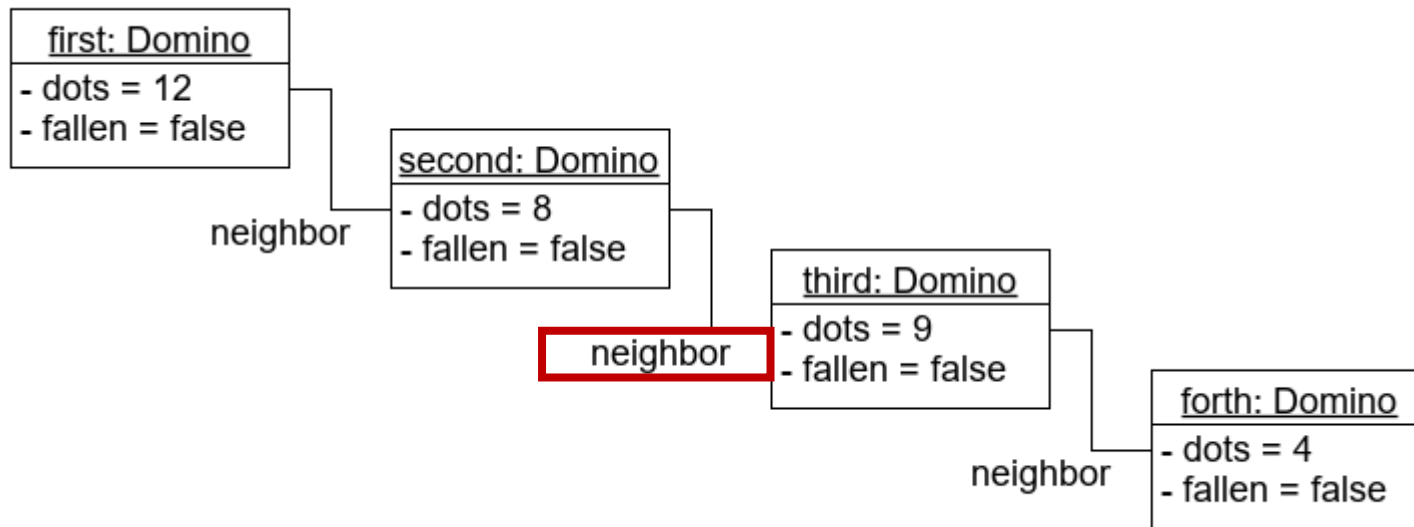 first: Domino
- dots = 12
- fallen = false
neighbor
second: Domino
- dots = 8
- fallen = false
neighbor
third: Domino
- dots = 9
- fallen = false
neighbor
forth: Domino
- dots = 4
- fallen = false